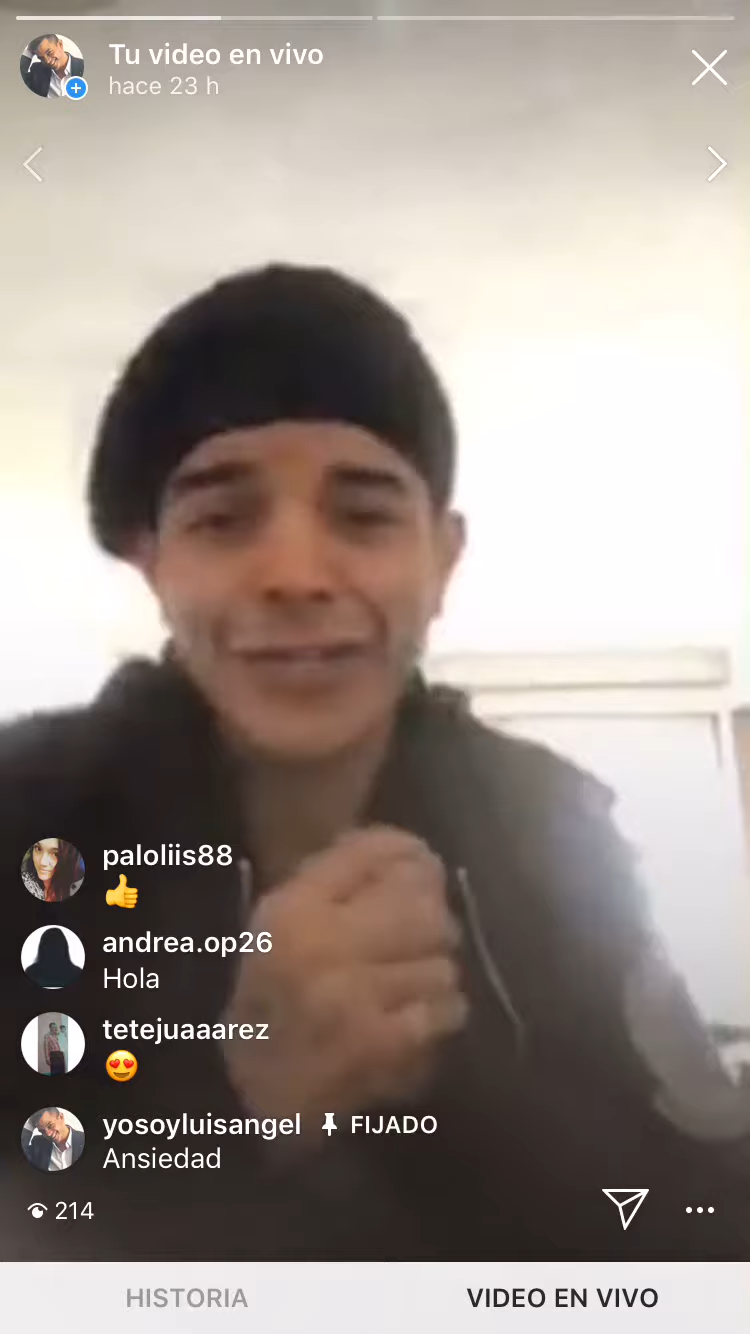 Tu video en vivo
hace 23 h
paloliis88
👍
andrea.op26
Hola
tetejuaaarez
😍
yosoyluisangel FIJADO
Ansiedad
214
HISTORIA
VIDEO EN VIVO